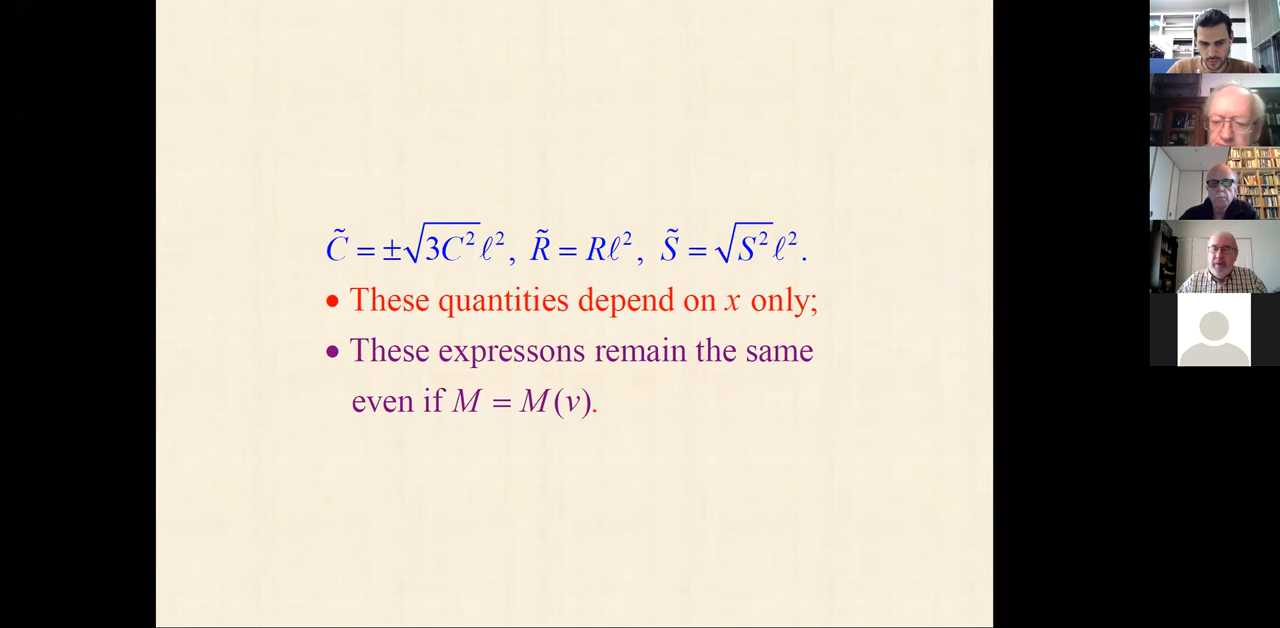 C̃ = ±√3C² ℓ², R̃ = Rℓ², S̃ = √S² ℓ².
• These quantities depend on x only;
• These expressons remain the same
even if M = M(v).